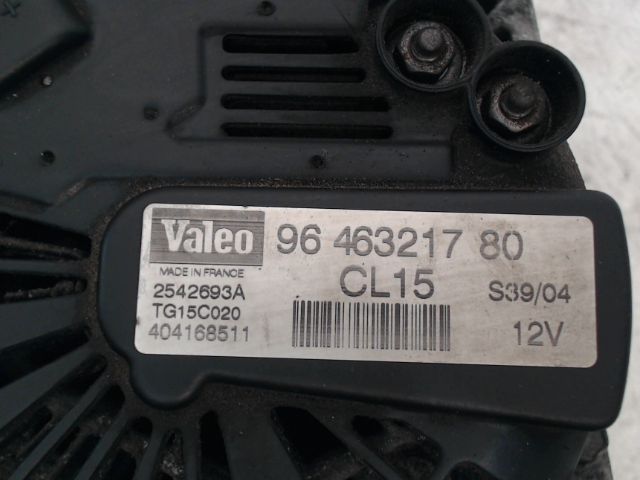 Valeo 96 463217 80
MADE IN FRANCE CL15 S39/04
2542693A
TG15C020
404168511 12V